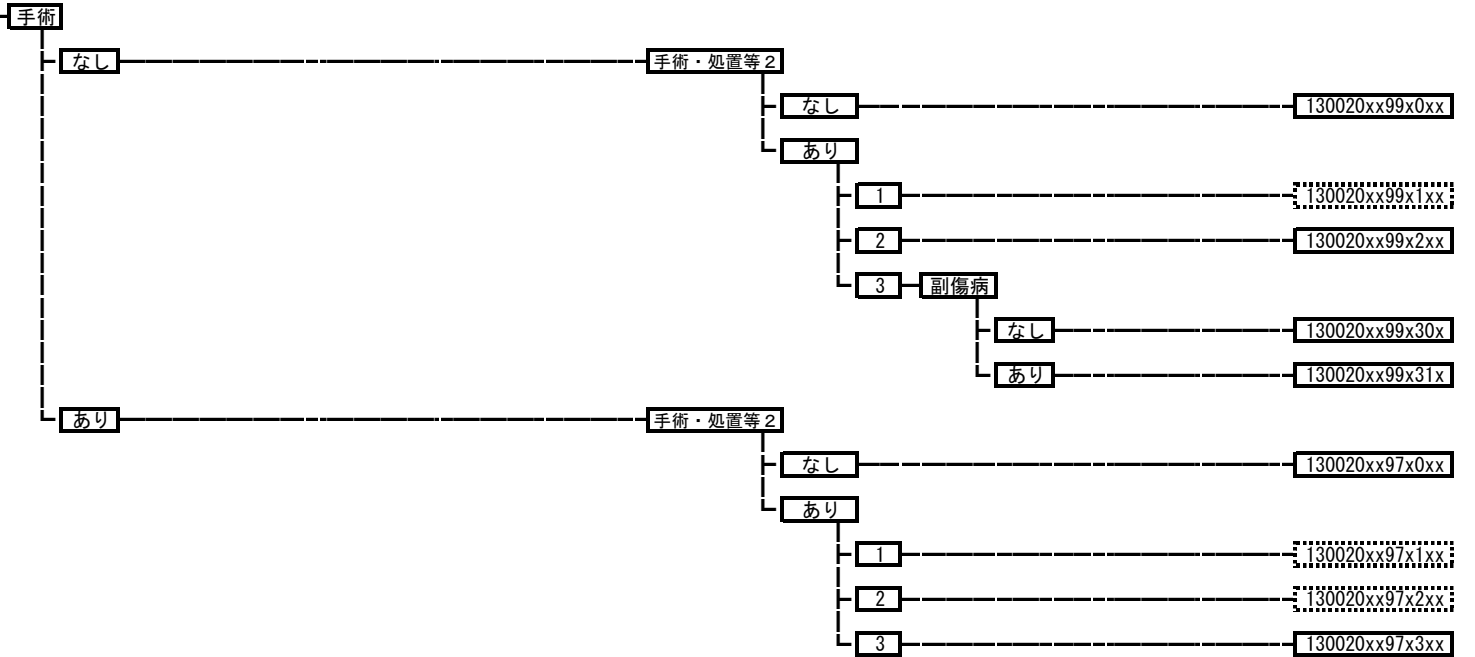 手術
なし 手術・処置等2
なし 130020xx99x0xx
あり
1 130020xx99x1xx
2 130020xx99x2xx
3 副傷病
なし 130020xx99x30x
あり 130020xx99x31x
あり 手術・処置等2
なし 130020xx97x0xx
あり
1 130020xx97x1xx
2 130020xx97x2xx
3 130020xx97x3xx